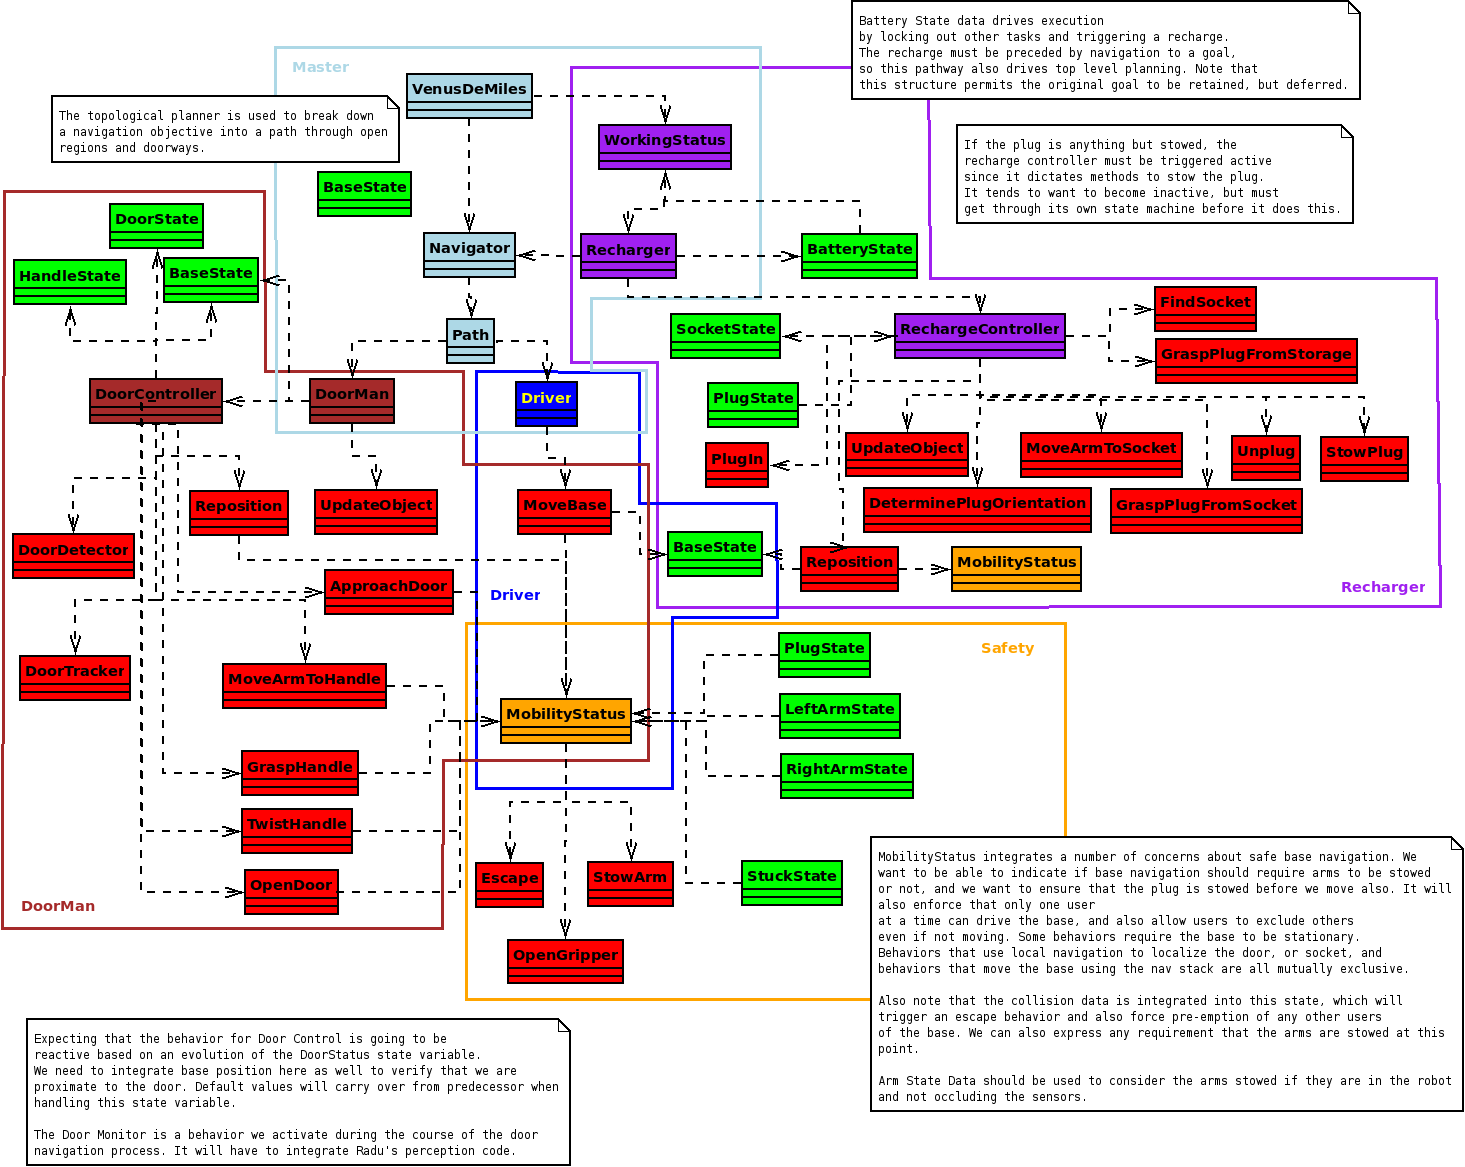 Battery State data drives execution
by locking out other tasks and triggering a recharge.
The recharge must be preceded by navigation to a goal,
so this pathway also drives top level planning. Note that
this structure permits the original goal to be retained, but deferred.
Master
VenusDeMiles
The topological planner is used to break down
a navigation objective into a path through open
regions and doorways.
WorkingStatus
If the plug is anything but stowed, the
recharge controller must be triggered active
since it dictates methods to stow the plug.
It tends to want to become inactive, but must
get through its own state machine before it does this.
BaseState
DoorState
Navigator
Recharger
BatteryState
HandleState
BaseState
FindSocket
Path
SocketState
RechargeController
GraspPlugFromStorage
DoorController
DoorMan
Driver
PlugState
PlugIn
UpdateObject
MoveArmToSocket
Unplug
StowPlug
Reposition
UpdateObject
MoveBase
DeterminePlugOrientation
GraspPlugFromSocket
DoorDetector
BaseState
Reposition
MobilityStatus
ApproachDoor
Driver
Recharger
DoorTracker
MoveArmToHandle
PlugState
Safety
MobilityStatus
LeftArmState
GraspHandle
RightArmState
TwistHandle
OpenDoor
Escape
StowArm
StuckState
DoorMan
OpenGripper
MobilityStatus integrates a number of concerns about safe base navigation. We
want to be able to indicate if base navigation should require arms to be stowed
or not, and we want to ensure that the plug is stowed before we move also. It will
also enforce that only one user
at a time can drive the base, and also allow users to exclude others
even if not moving. Some behaviors require the base to be stationary.
Behaviors that use local navigation to localize the door, or socket, and
behaviors that move the base using the nav stack are all mutually exclusive.
Also note that the collision data is integrated into this state, which will
trigger an escape behavior and also force pre-emption of any other users
of the base. We can also express any requirement that the arms are stowed at this
point.
Arm State Data should be used to consider the arms stowed if they are in the robot
and not occluding the sensors.
Expecting that the behavior for Door Control is going to be
reactive based on an evolution of the DoorStatus state variable.
We need to integrate base position here as well to verify that we are
proximate to the door. Default values will carry over from predecessor when
handling this state variable.
The Door Monitor is a behavior we activate during the course of the door
navigation process. It will have to integrate Radu's perception code.